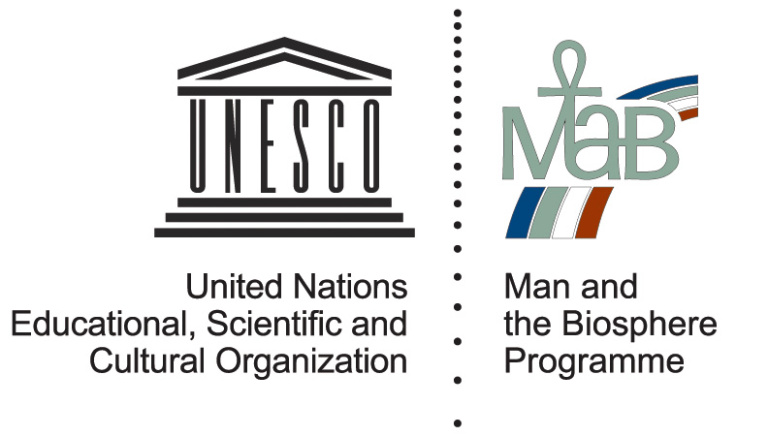 UNESCO
United Nations
Educational, Scientific and
Cultural Organization
MaB
Man and
the Biosphere
Programme